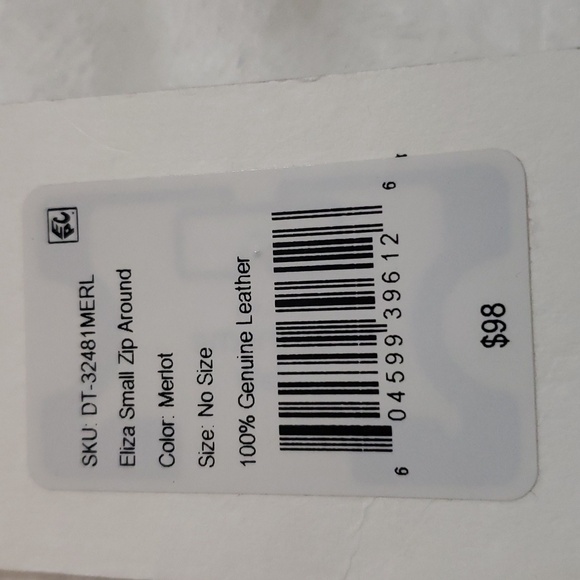 SKU: DT-32481MERL
Eliza Small Zip Around
Color: Merlot
Size: No Size
100% Genuine Leather
6 04599 39612 6
$98